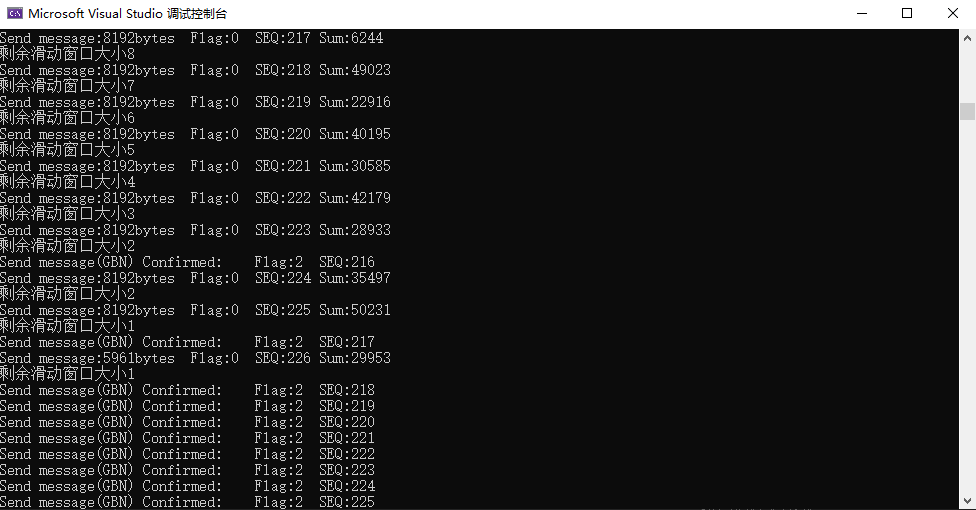 Microsoft Visual Studio 调试控制台
Send message:8192bytes  Flag:0  SEQ:217 Sum:6244
剩余滑动窗口大小8
Send message:8192bytes  Flag:0  SEQ:218 Sum:49023
剩余滑动窗口大小7
Send message:8192bytes  Flag:0  SEQ:219 Sum:22916
剩余滑动窗口大小6
Send message:8192bytes  Flag:0  SEQ:220 Sum:40195
剩余滑动窗口大小5
Send message:8192bytes  Flag:0  SEQ:221 Sum:30585
剩余滑动窗口大小4
Send message:8192bytes  Flag:0  SEQ:222 Sum:42179
剩余滑动窗口大小3
Send message:8192bytes  Flag:0  SEQ:223 Sum:28933
剩余滑动窗口大小2
Send message(GBN) Confirmed:    Flag:2  SEQ:216
Send message:8192bytes  Flag:0  SEQ:224 Sum:35497
剩余滑动窗口大小2
Send message:8192bytes  Flag:0  SEQ:225 Sum:50231
剩余滑动窗口大小1
Send message(GBN) Confirmed:    Flag:2  SEQ:217
Send message:5961bytes  Flag:0  SEQ:226 Sum:29953
剩余滑动窗口大小1
Send message(GBN) Confirmed:    Flag:2  SEQ:218
Send message(GBN) Confirmed:    Flag:2  SEQ:219
Send message(GBN) Confirmed:    Flag:2  SEQ:220
Send message(GBN) Confirmed:    Flag:2  SEQ:221
Send message(GBN) Confirmed:    Flag:2  SEQ:222
Send message(GBN) Confirmed:    Flag:2  SEQ:223
Send message(GBN) Confirmed:    Flag:2  SEQ:224
Send message(GBN) Confirmed:    Flag:2  SEQ:225